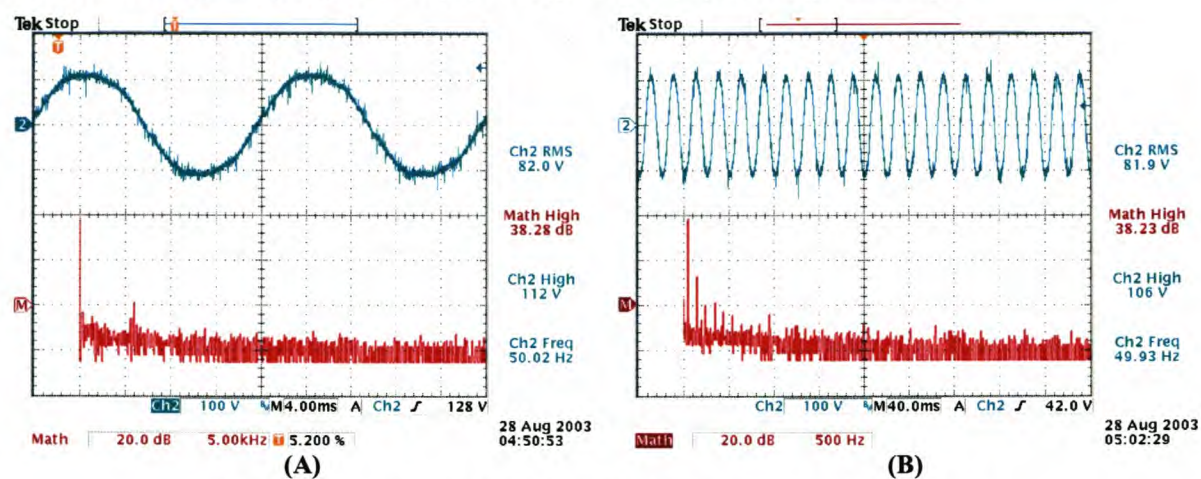 Tek Stop
T
T
2
Ch2 RMS
82.0 V
Math High
38.28 dB
Ch2 High
112 V
M
Ch2 Freq
50.02 Hz
Ch2 100 V M4.00ms A Ch2 128 V
28 Aug 2003
04:50:53
Math 20.0 dB 5.00kHz T 5.200 %
(A)
Tek Stop
2
Ch2 RMS
81.9 V
Math High
38.23 dB
Ch2 High
106 V
M
Ch2 Freq
49.93 Hz
Ch2 100 V M40.0ms A Ch2 42.0 V
28 Aug 2003
05:02:29
Math 20.0 dB 500 Hz
(B)